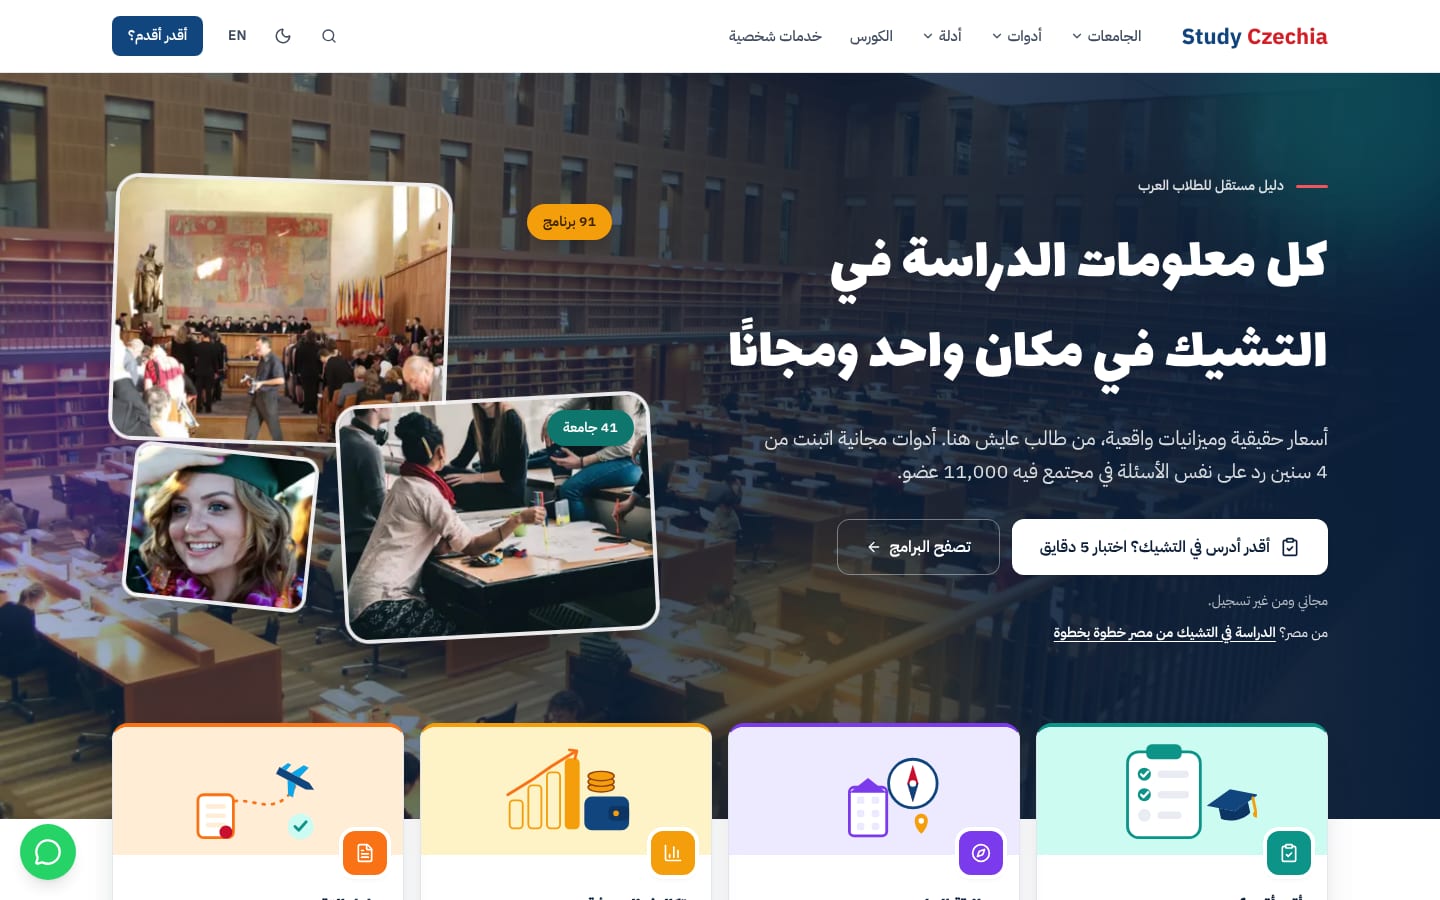 Study Czechia
الجامعات
أدوات
أدلة
الكورس
خدمات شخصية
EN
أقدر أقدم؟
دليل مستقل للطلاب العرب
كل معلومات الدراسة في
التشيك في مكان واحد ومجانًا
أسعار حقيقية وميزانيات واقعية، من طالب عايش هنا. أدوات مجانية اتبنت من
4 سنين رد على نفس الأسئلة في مجتمع فيه 11,000 عضو.
أقدر أدرس في التشيك؟ اختبار 5 دقايق
تصفح البرامج
مجاني ومن غير تسجيل.
من مصر؟ الدراسة في التشيك من مصر خطوة بخطوة
91 برنامج
41 جامعة